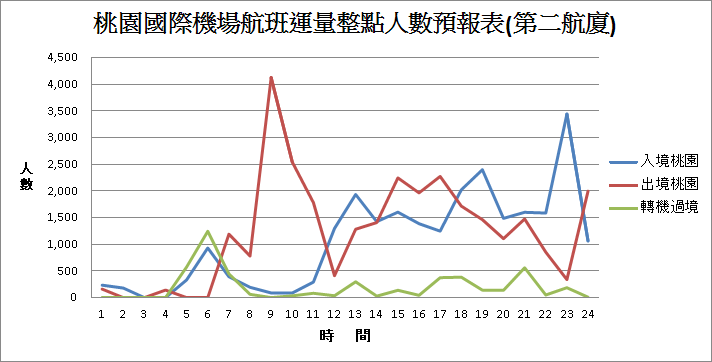 桃園國際機場航班運量整點人數預報表(第二航廈)
4,500
4,000
3,500
3,000
2,500
2,000
1,500
1,000
500
0
人數
1 2 3 4 5 6 7 8 9 10 11 12 13 14 15 16 17 18 19 20 21 22 23 24
時 間
入境桃園
出境桃園
轉機過境